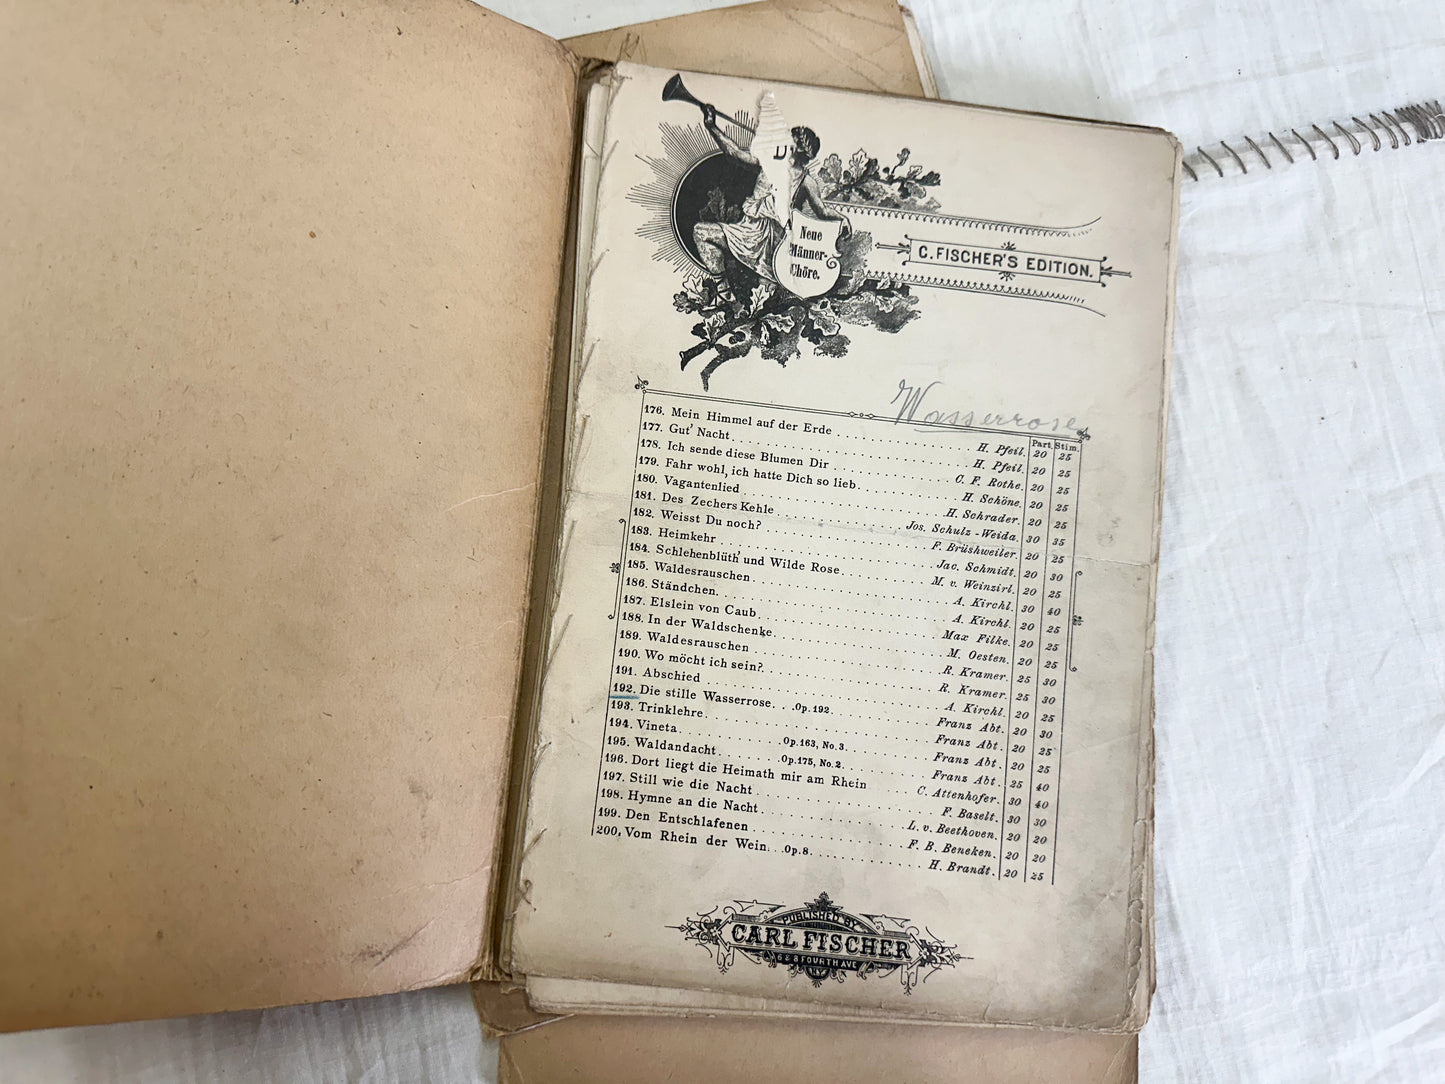 Neue
Männer-
Chöre.
C. FISCHER'S EDITION.
Wasserrose
Part. Stim.
176. Mein Himmel auf der Erde . . . . . . . . . . . . . . H. Pfeil. 20 25
177. Gut' Nacht . . . . . . . . . . . . . . H. Pfeil. 20 25
178. Ich sende diese Blumen Dir . . . . . . . . . . . . . . C. F. Rothe. 20 25
179. Fahr wohl, ich hatte Dich so lieb . . . . . . . . . . . . H. Schöne. 20 25
180. Vagantenlied . . . . . . . . . . . . . . H. Schrader. 20 25
181. Des Zechers Kehle . . . . . . . . . . . . Jos. Schulz-Weida. 30 35
182. Weisst Du noch? . . . . . . . . . . . . F. Brüshweiler. 20 25
183. Heimkehr . . . . . . . . . . . . . . Jac. Schmidt. 20 30
184. Schlehenblüth' und Wilde Rose . . . . . . . . M. v. Weinzirl. 20 25
185. Waldesrauschen . . . . . . . . . . . . . . A. Kirchl. 30 40
186. Ständchen . . . . . . . . . . . . . . A. Kirchl. 20 25
187. Elslein von Caub . . . . . . . . . . . . Max Filke. 20 25
188. In der Waldschenke . . . . . . . . . . . . M. Oesten. 20 25
189. Waldesrauschen . . . . . . . . . . . . R. Kramer. 25 30
190. Wo möcht ich sein? . . . . . . . . . . . . R. Kramer. 25 30
191. Abschied . . . . . . . . . . . . . . A. Kirchl. 20 25
192. Die stille Wasserrose . . . Op. 192 . . . . . . . . Franz Abt. 20 30
193. Trinklehre . . . . . . . . . . . . . . Franz Abt. 20 25
194. Vineta . . . . . . . . Op. 163, No. 3 . . . . . . . . Franz Abt. 20 25
195. Waldandacht . . . . . . Op. 175, No. 2 . . . . . . . . Franz Abt. 25 40
196. Dort liegt die Heimath mir am Rhein . . . . . . C. Attenhofer. 30 40
197. Still wie die Nacht . . . . . . . . . . . . F. Baselt. 30 30
198. Hymne an die Nacht . . . . . . . . . . L. v. Beethoven. 20 20
199. Den Entschlafenen . . . . . . . . . . . . F. B. Beneken. 20 20
200. Vom Rhein der Wein . . . Op. 8 . . . . . . . . . . H. Brandt. 20 25
PUBLISHED BY
CARL FISCHER
6 & 8 FOURTH AVE
N.Y.